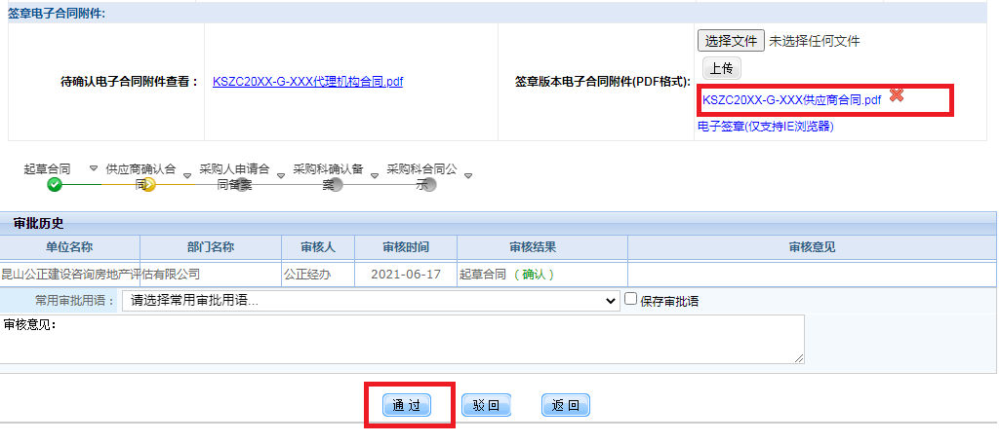 签章电子合同附件:
待确认电子合同附件查看：
KSZC20XX-G-XXX代理机构合同.pdf
签章版本电子合同附件(PDF格式):
选择文件 未选择任何文件
上传
KSZC20XX-G-XXX供应商合同.pdf
电子签章(仅支持IE浏览器)
起草合同
供应商确认合同
采购人申请合同备案
采购科确认备案
采购科合同公示
审批历史
单位名称 部门名称 审核人 审核时间 审核结果 审核意见
昆山公正建设咨询房地产评估有限公司 公正经办 2021-06-17 起草合同 （确认）
常用审批用语： 请选择常用审批用语... 保存审批语
审核意见:
通过 驳回 返回